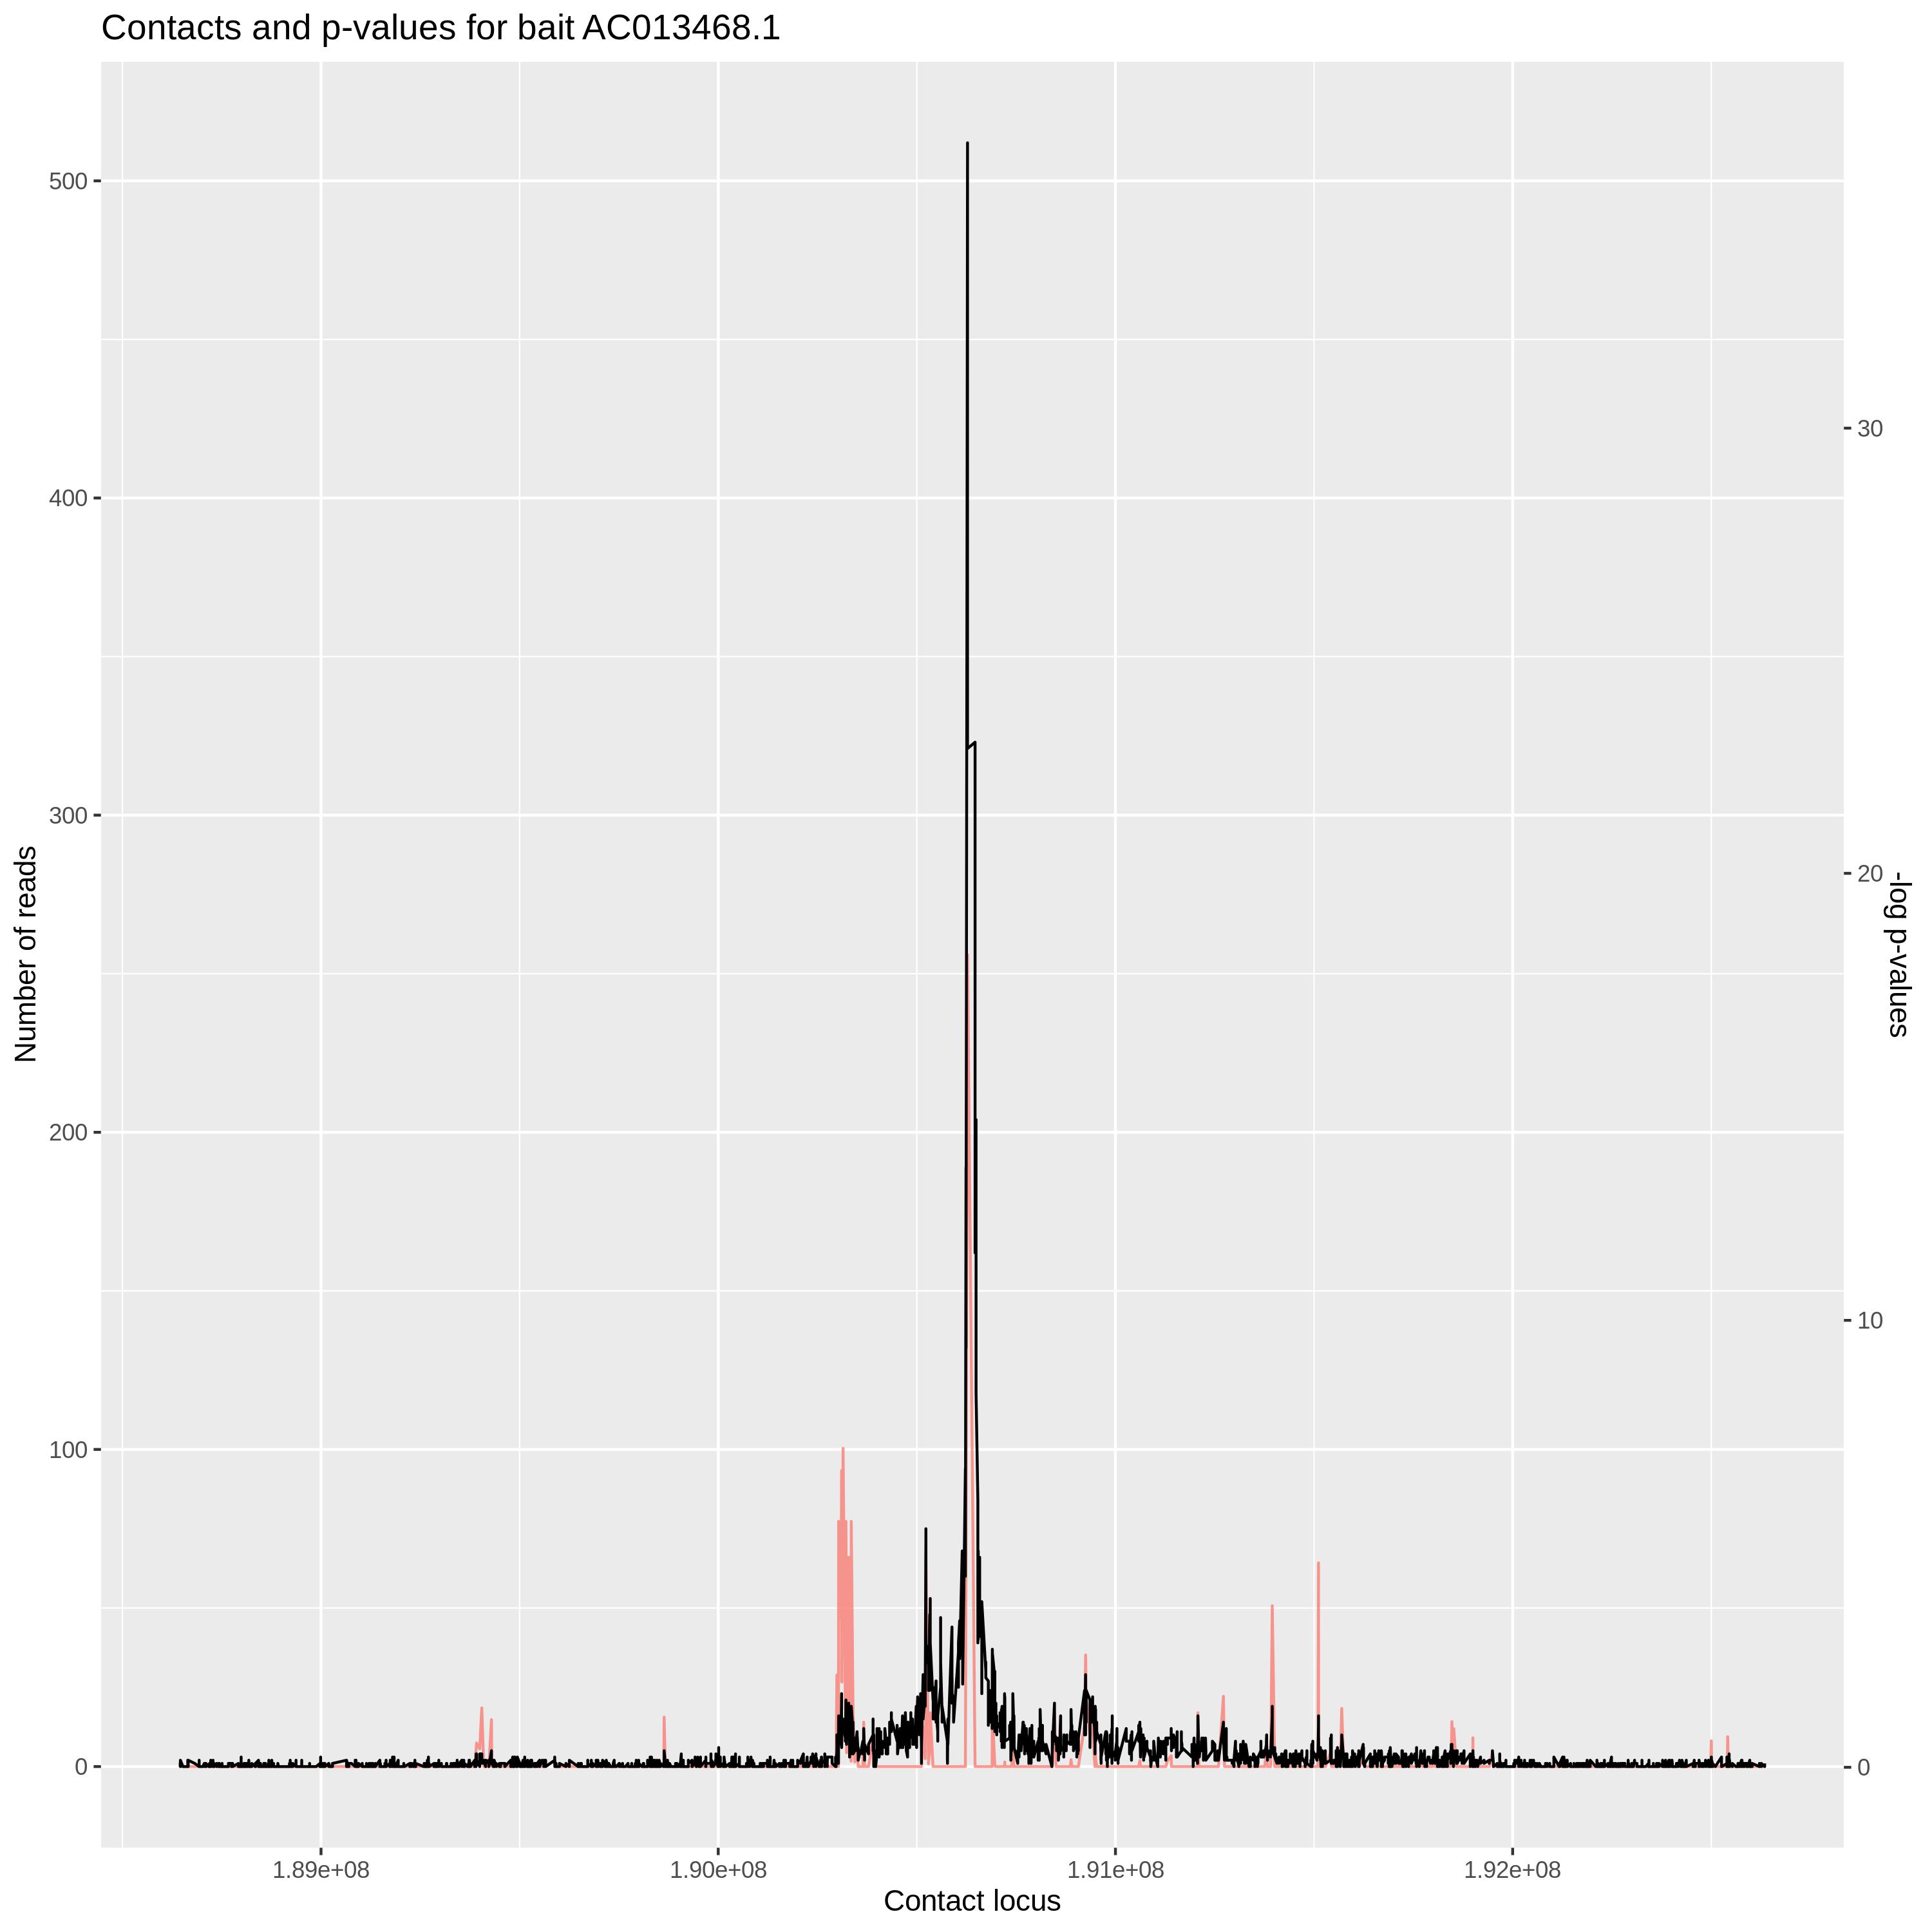 Contacts and p-values for bait AC013468.1
500
400
300
200
100
0
Number of reads
30
20
10
0
-log p-values
1.89e+08
1.90e+08
1.91e+08
1.92e+08
Contact locus